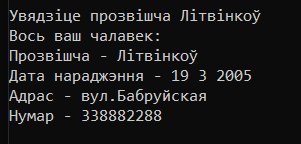 Увядзіце прозвішча Літвінкоў
Вось ваш чалавек:
Прозвішча - Літвінкоў
Дата нараджэння - 19 3 2005
Адрас - вул.Бабруйская
Нумар - 338882288